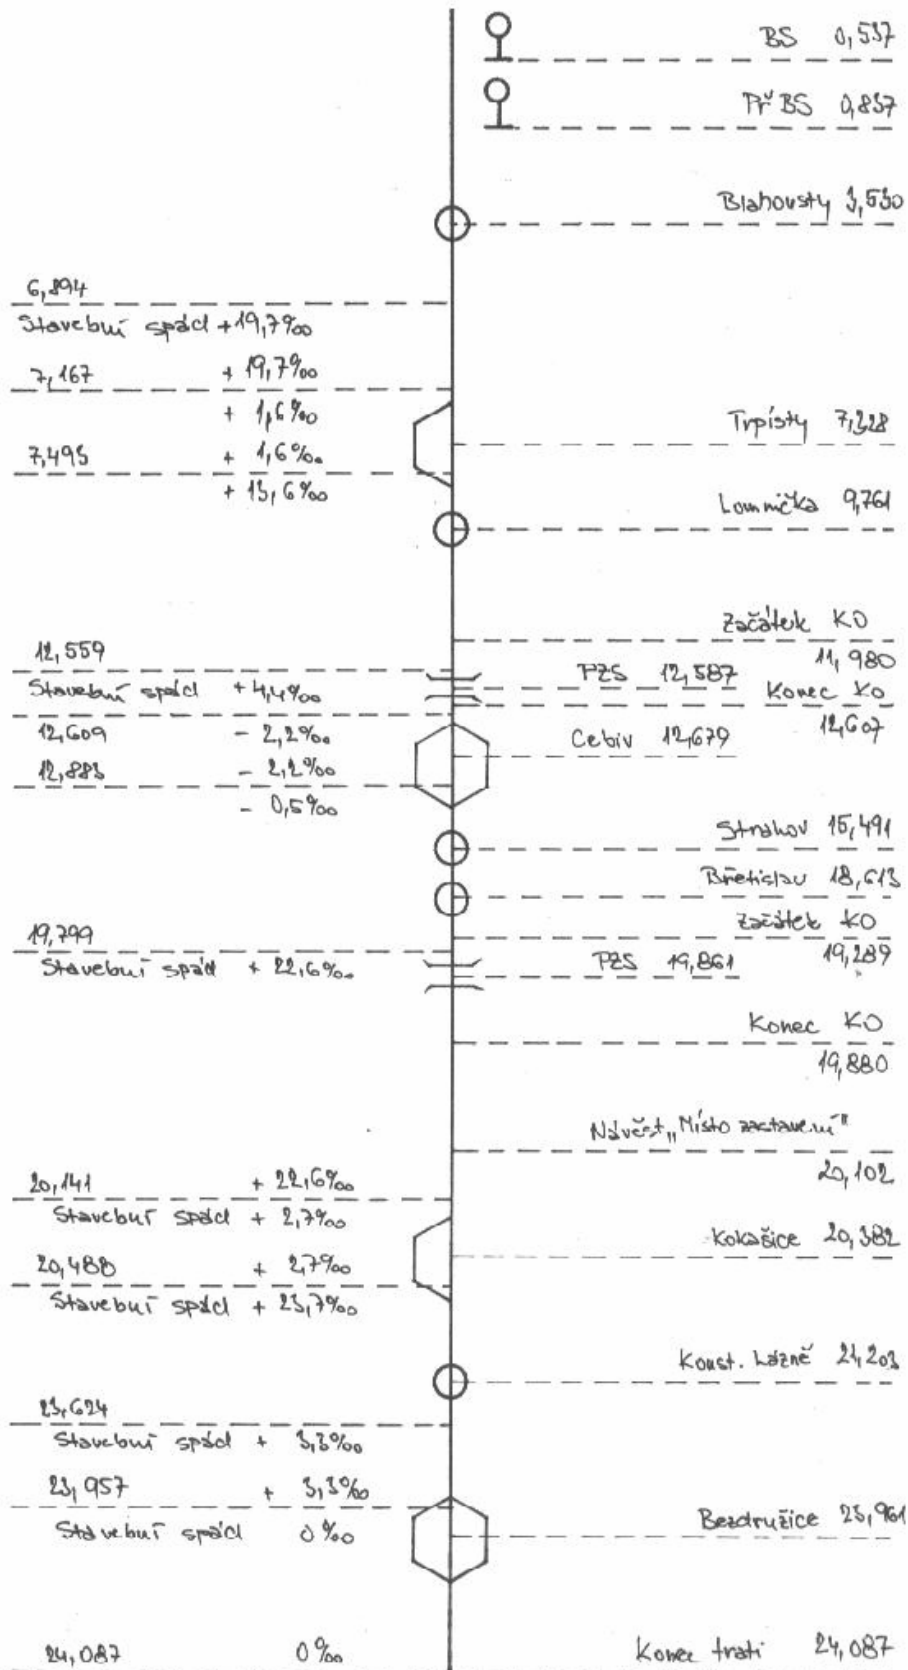 BS 0,537
Př BS 0,837
Blahousty 3,530
6,894
Stavební spád +19,7‰
7,167 + 19,7‰
+ 1,6‰
Trpísty 7,328
7,495 + 1,6‰
+ 13,6‰
Lomnička 9,761
Začátek KO
11,980
12,559
PZS 12,587
Stavební spád + 4,4‰
Konec KO
12,607
12,609 - 2,2‰
Cebiv 12,679
12,883 - 2,2‰
- 0,5‰
Strahov 15,491
Břetislav 18,613
Začátek KO
19,289
19,799
Stavební spád + 22,6‰
PZS 19,861
Konec KO
19,880
Návěst „Místo zastavení"
20,102
20,141 + 22,6‰
Stavební spád + 2,7‰
Kokašice 20,382
20,488 + 2,7‰
Stavební spád + 23,7‰
Konst. Lázně 21,203
23,624
Stavební spád + 3,3‰
23,957 + 3,3‰
Stavební spád 0‰
Bezdružice 23,961
24,087 0‰
Konec trati 24,087